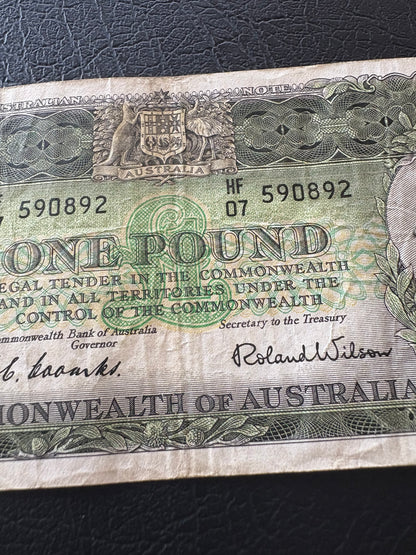 AUSTRALIAN NOTE
AUSTRALIA
590892 HF
07 590892
ONE POUND
LEGAL TENDER IN THE COMMONWEALTH
AND IN ALL TERRITORIES UNDER THE
CONTROL OF THE COMMONWEALTH
Commonwealth Bank of Australia Secretary to the Treasury
Governor
Roland Wilson
COMMONWEALTH OF AUSTRALIA